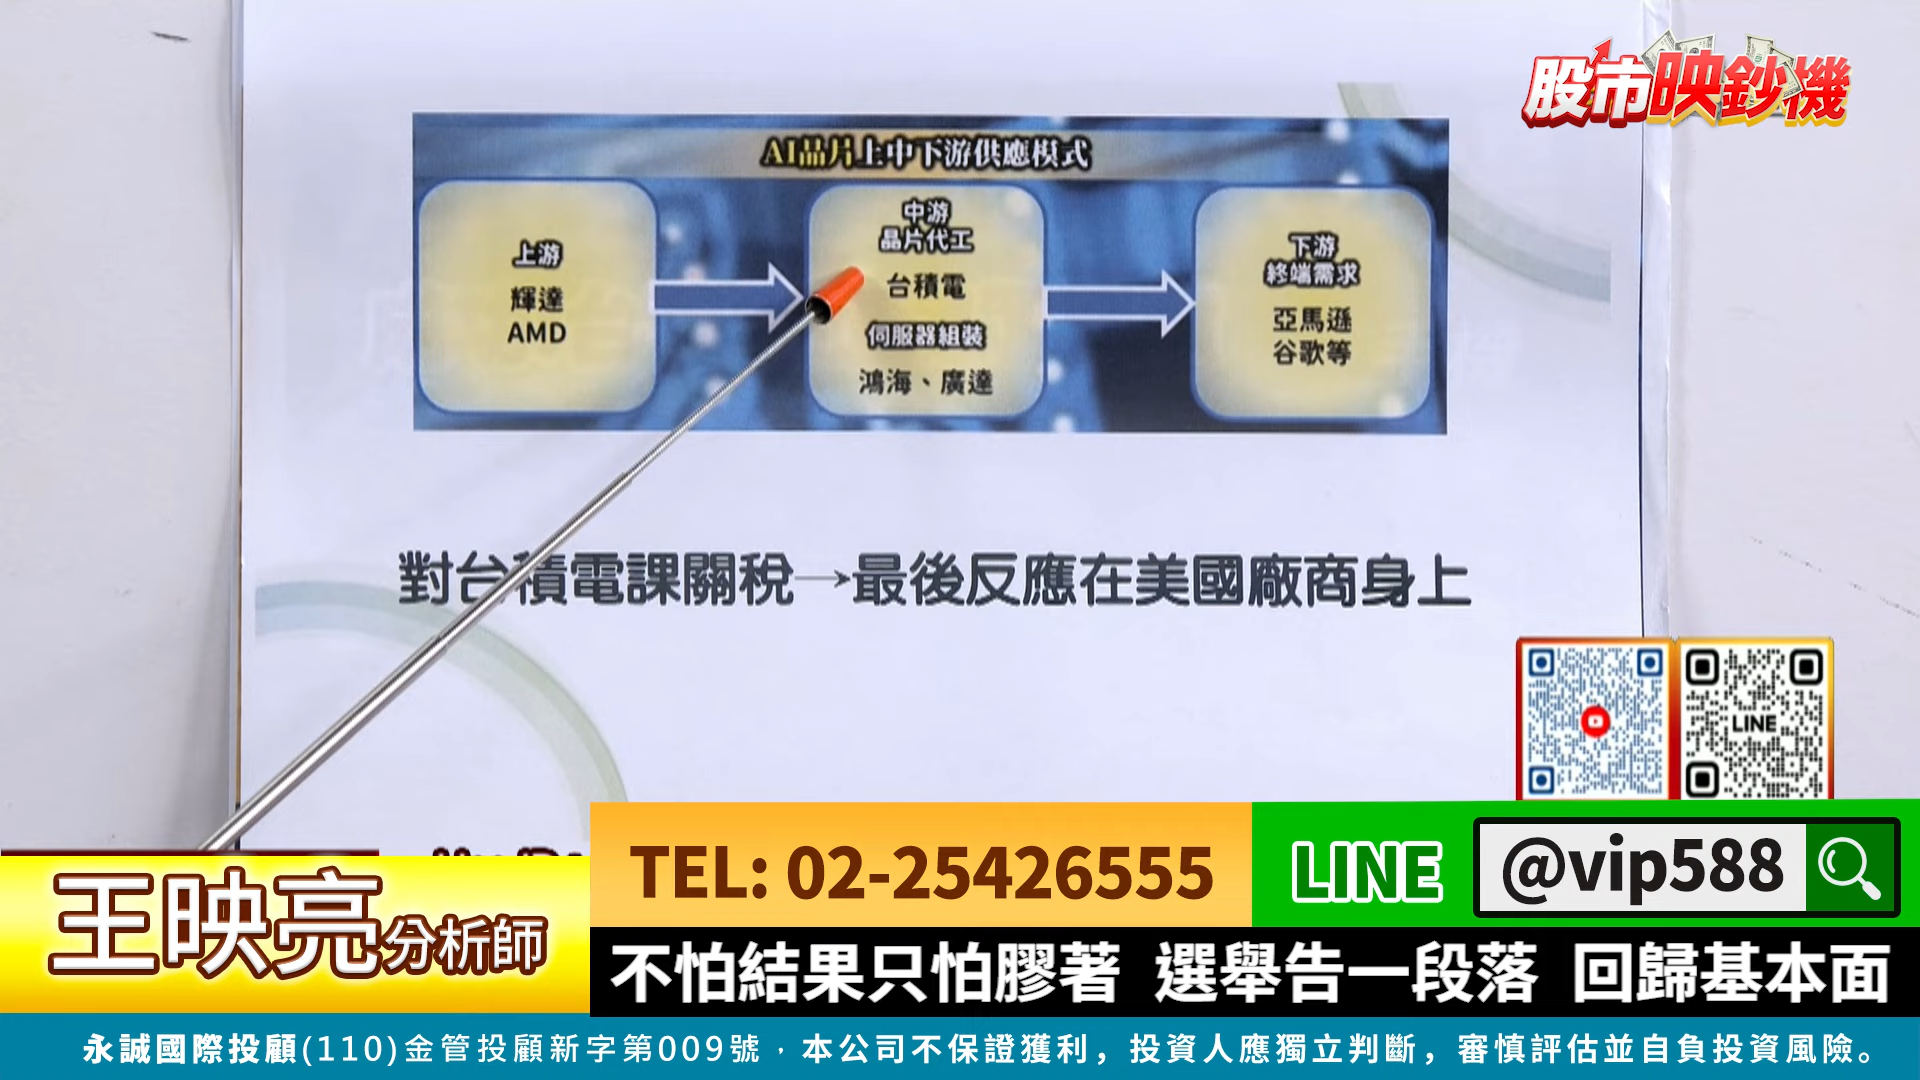 股市映鈔機
AI晶片上中下游供應模式
上游
輝達
AMD
中游
晶片代工
台積電
伺服器組裝
鴻海、廣達
下游
終端需求
亞馬遜
谷歌等
對台積電課關稅→最後反應在美國廠商身上
LINE
TEL: 02-25426555
LINE @vip588
王映亮分析師
不怕結果只怕膠著 選舉告一段落 回歸基本面
永誠國際投顧(110)金管投顧新字第009號，本公司不保證獲利，投資人應獨立判斷，審慎評估並自負投資風險。